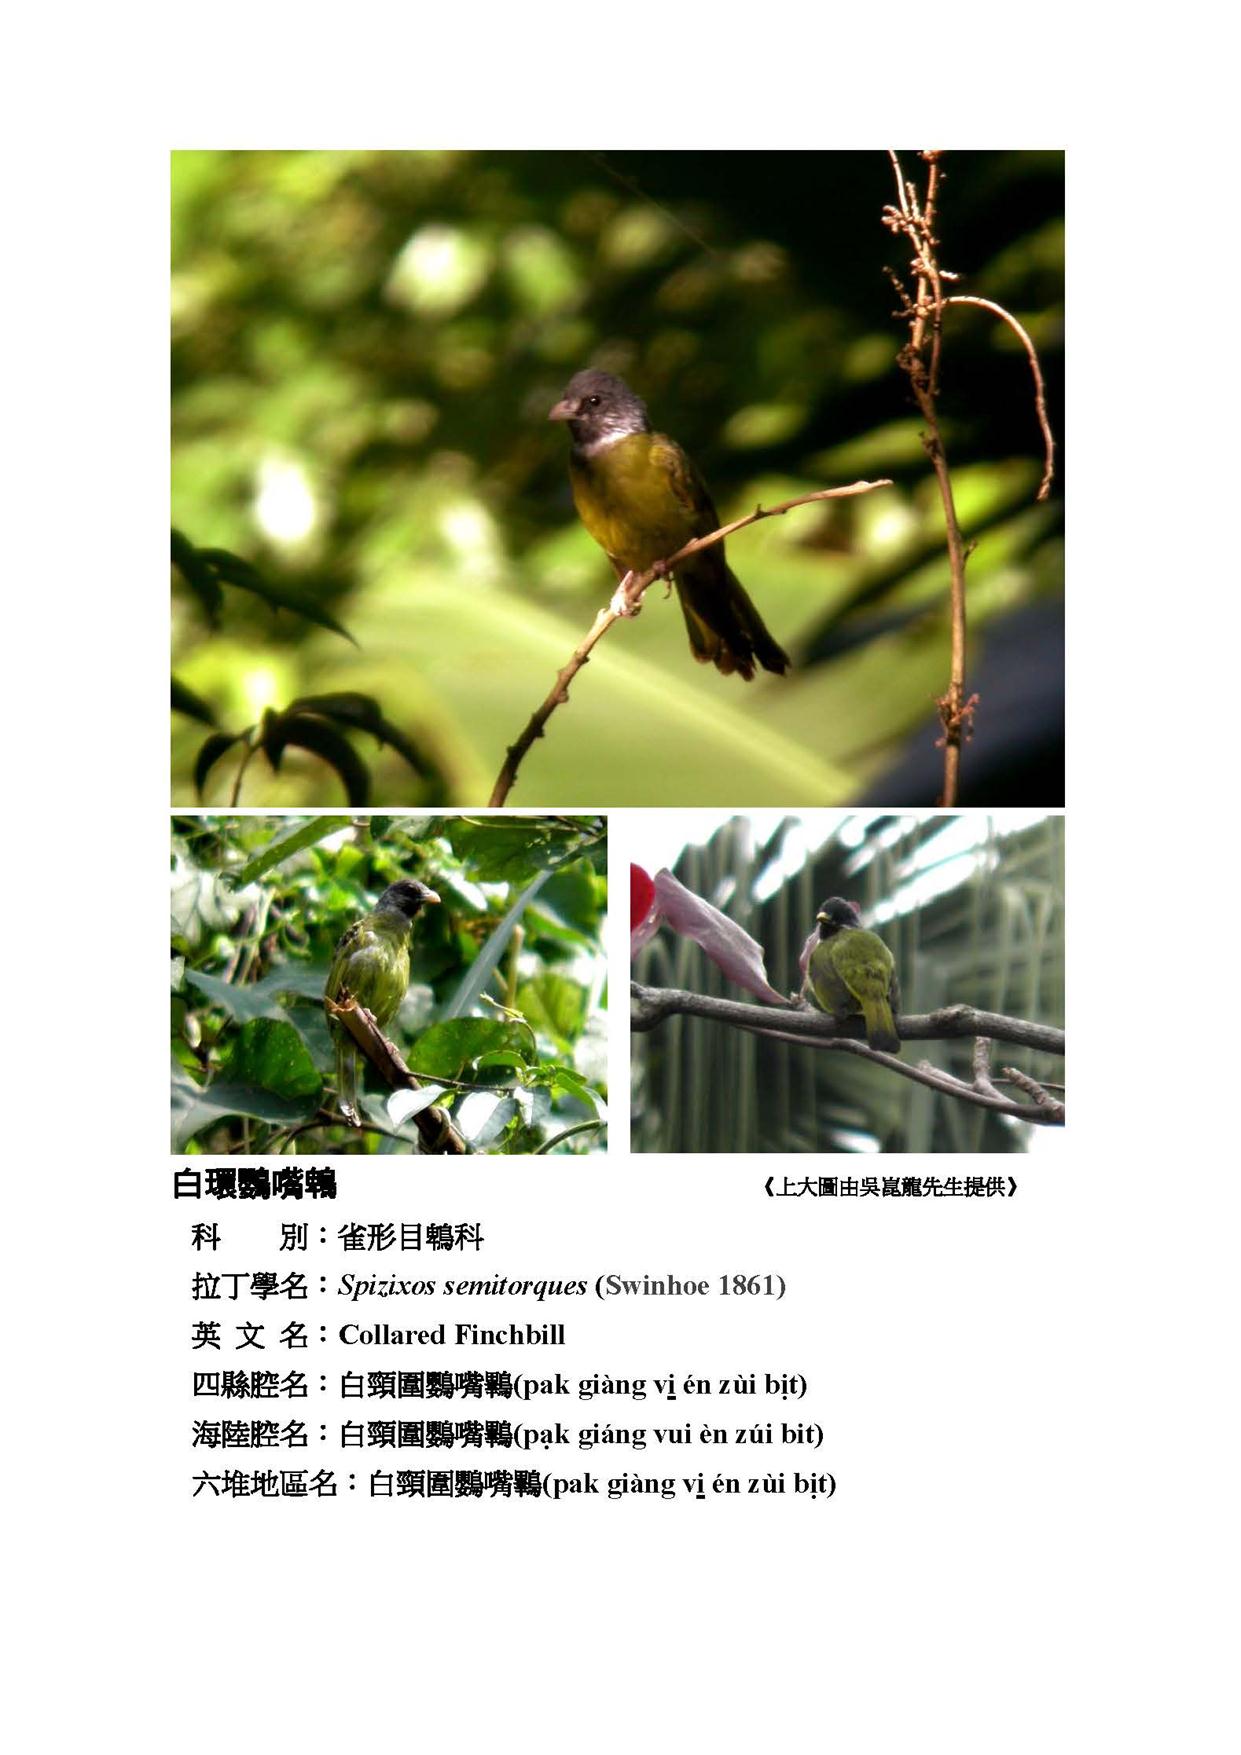 白環鸚嘴鵯
《上大圖由吳崑龍先生提供》
科　　別：雀形目鵯科
拉丁學名：Spizixos semitorques (Swinhoe 1861)
英 文 名：Collared Finchbill
四縣腔名：白頸圍鸚嘴鷝(pak giàng vi̲ én zùi bịt)
海陸腔名：白頸圍鸚嘴鷝(pạk giáng vui èn zúi bit)
六堆地區名：白頸圍鸚嘴鷝(pak giàng vi̲ én zùi bịt)